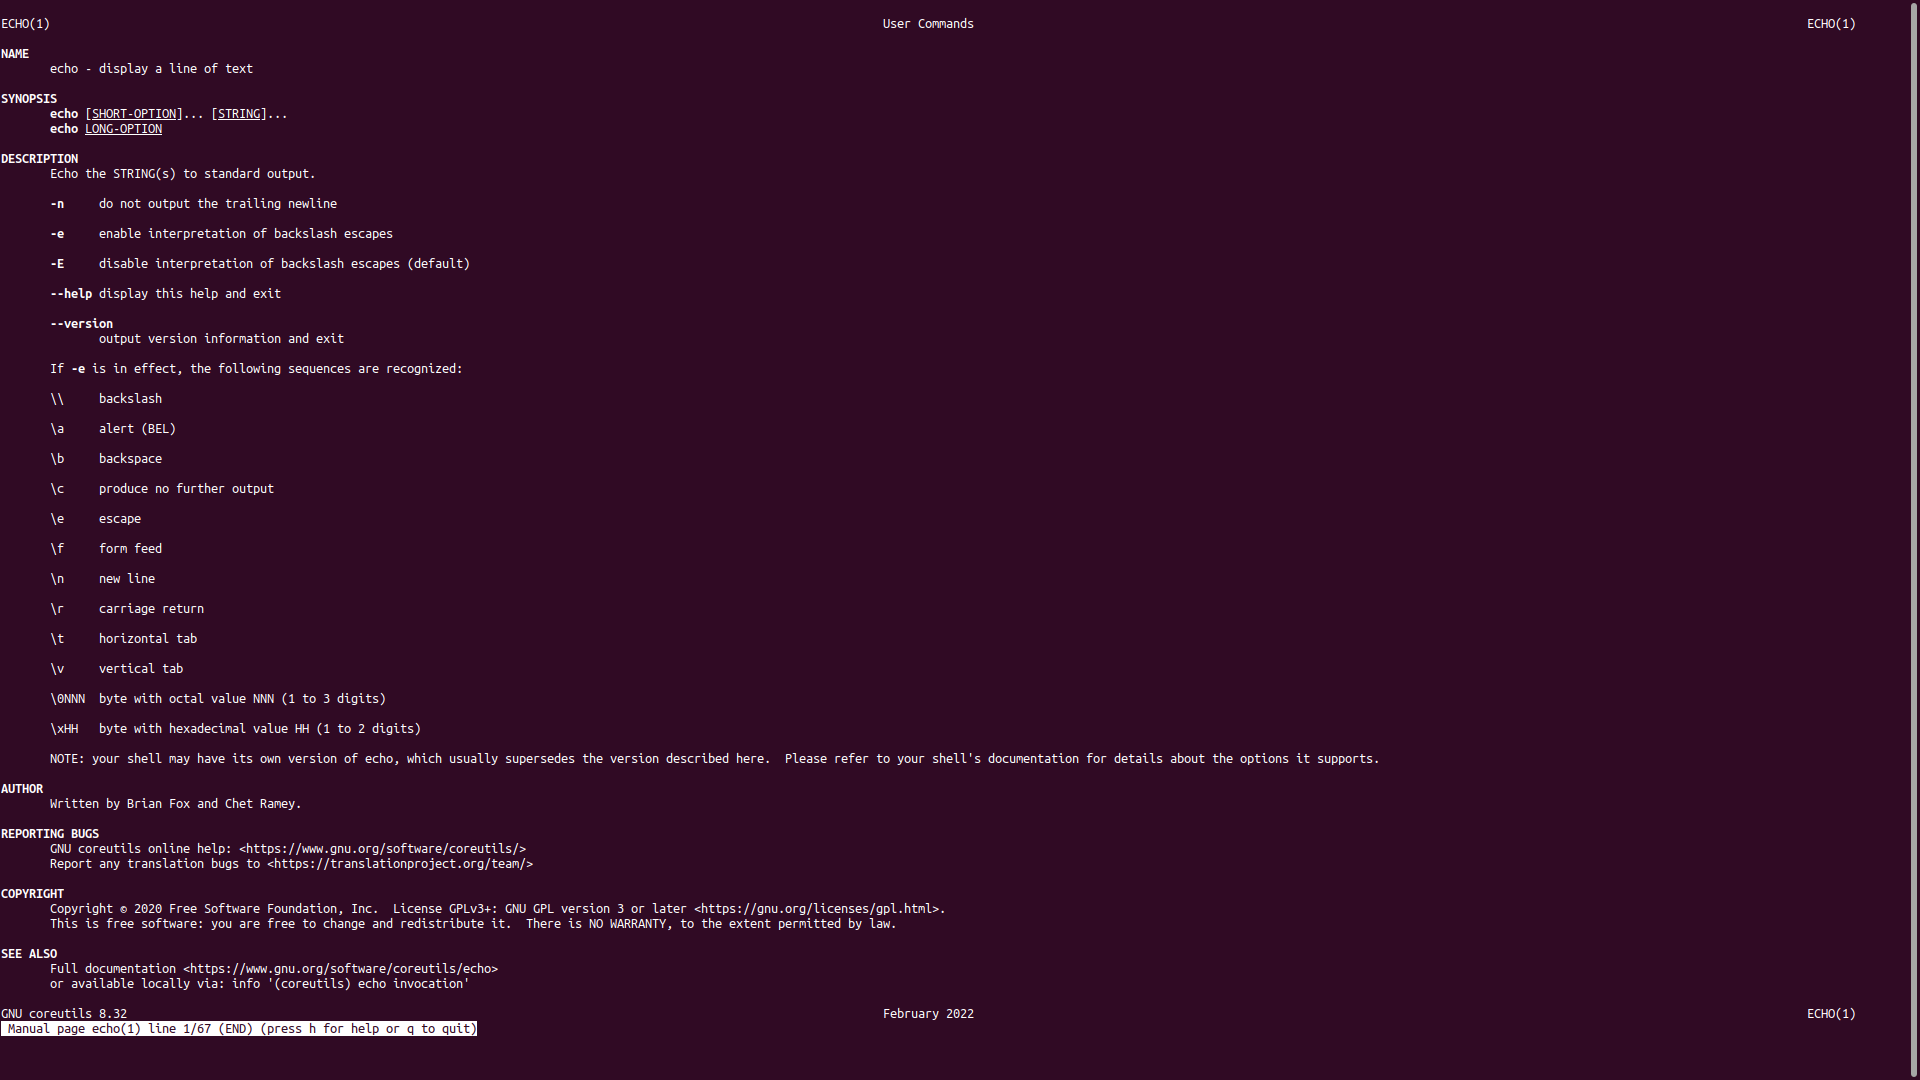 ECHO(1) User Commands ECHO(1)
NAME
echo - display a line of text
SYNOPSIS
echo [SHORT-OPTION]... [STRING]...
echo LONG-OPTION
DESCRIPTION
Echo the STRING(s) to standard output.
-n do not output the trailing newline
-e enable interpretation of backslash escapes
-E disable interpretation of backslash escapes (default)
--help display this help and exit
--version
output version information and exit
If -e is in effect, the following sequences are recognized:
\\ backslash
\a alert (BEL)
\b backspace
\c produce no further output
\e escape
\f form feed
\n new line
\r carriage return
\t horizontal tab
\v vertical tab
\0NNN byte with octal value NNN (1 to 3 digits)
\xHH byte with hexadecimal value HH (1 to 2 digits)
NOTE: your shell may have its own version of echo, which usually supersedes the version described here.  Please refer to your shell's documentation for details about the options it supports.
AUTHOR
Written by Brian Fox and Chet Ramey.
REPORTING BUGS
GNU coreutils online help: <https://www.gnu.org/software/coreutils/>
Report any translation bugs to <https://translationproject.org/team/>
COPYRIGHT
Copyright © 2020 Free Software Foundation, Inc.  License GPLv3+: GNU GPL version 3 or later <https://gnu.org/licenses/gpl.html>.
This is free software: you are free to change and redistribute it.  There is NO WARRANTY, to the extent permitted by law.
SEE ALSO
Full documentation <https://www.gnu.org/software/coreutils/echo>
or available locally via: info '(coreutils) echo invocation'
GNU coreutils 8.32 February 2022 ECHO(1)
Manual page echo(1) line 1/67 (END) (press h for help or q to quit)